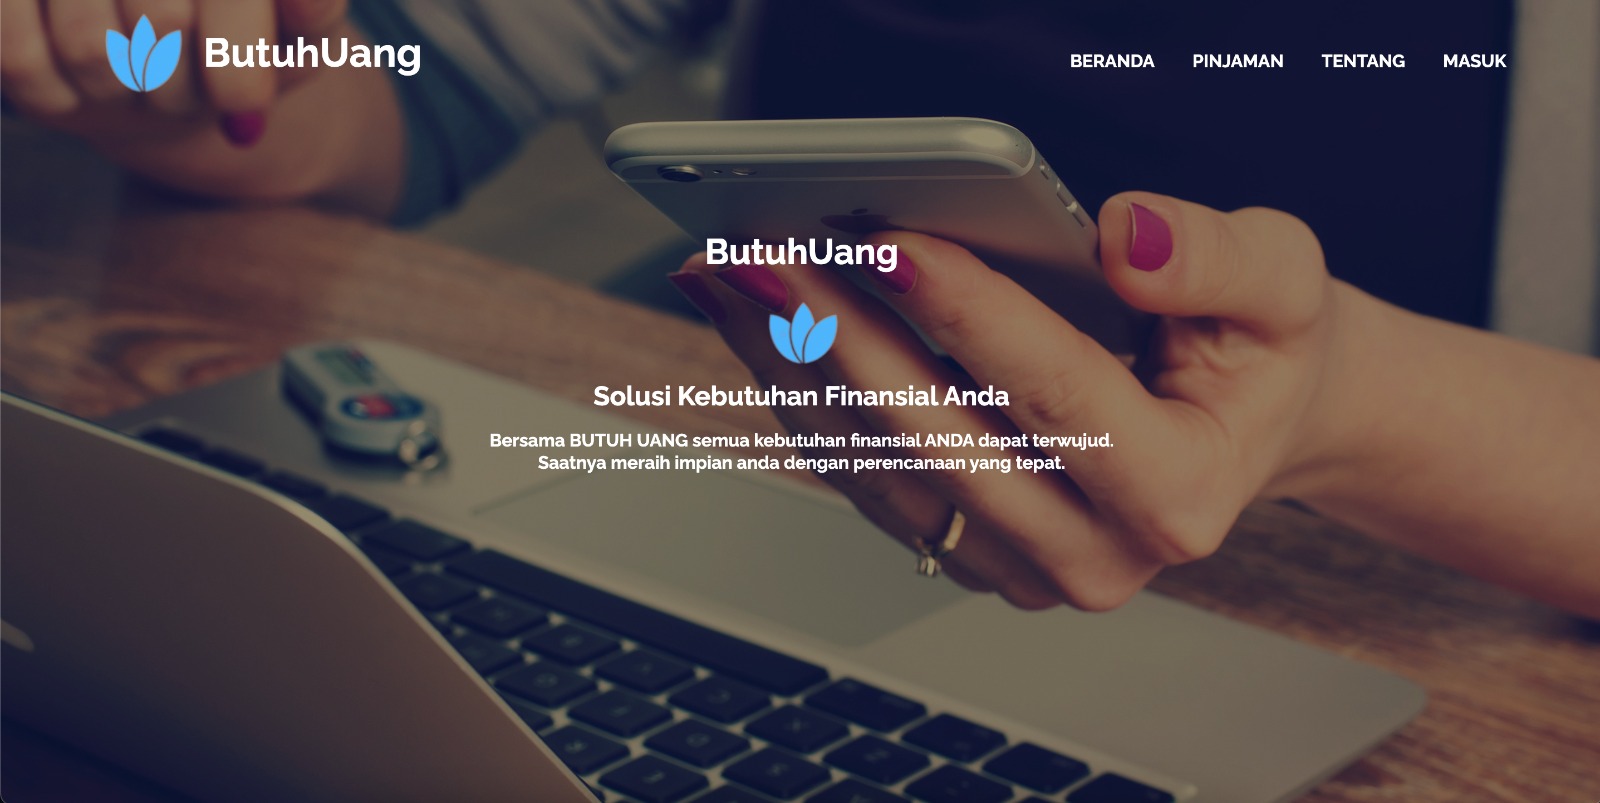 ButuhUang
BERANDA PINJAMAN TENTANG MASUK
ButuhUang
Solusi Kebutuhan Finansial Anda
Bersama BUTUH UANG semua kebutuhan finansial ANDA dapat terwujud.
Saatnya meraih impian anda dengan perencanaan yang tepat.